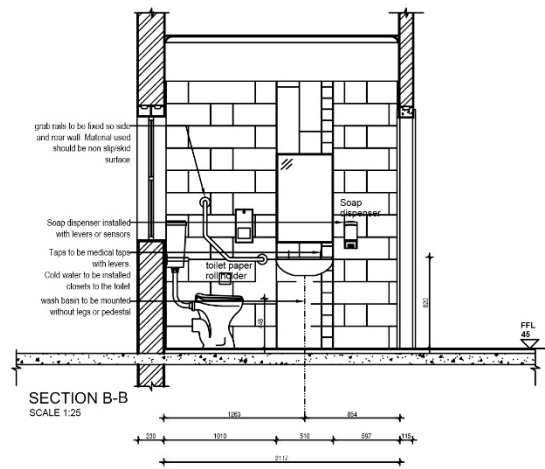 grab rails to be fixed so side
and rear wall. Material used
should be non slip/skid
surface
Soap dispenser installed
with levers or sensors
Taps to be medical taps
with levers.
Cold water to be installed
closets to the toilet
wash basin to be mounted
without legs or pedestal
Soap
dispenser
toilet paper
roll holder
820
FFL
45
SECTION B-B
SCALE 1:25
1263
854
230
1010
510
597
115
2117